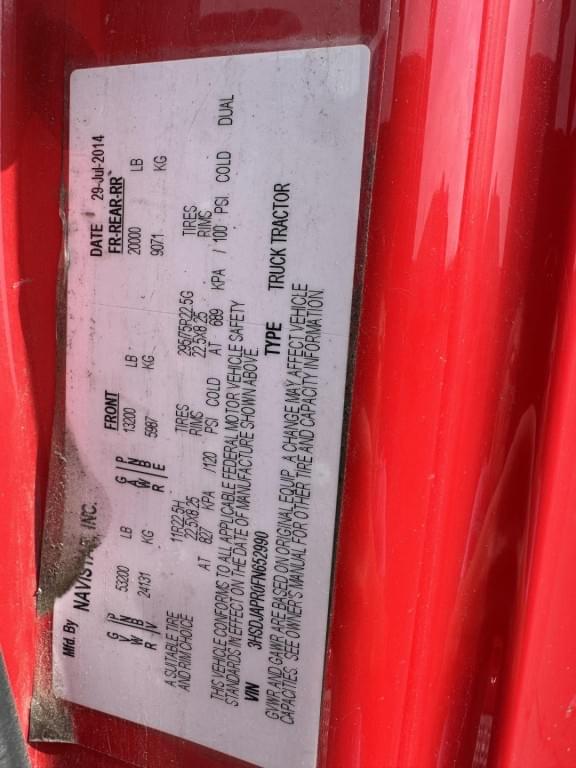 Mfd. By NAVISTAR, INC. DATE 29-Jul-2014
FRONT FR-REAR-RR
G P
V N
W B
R V 53200 LB 24131 KG G P
A N
W B
R E 13200 LB 5987 KG 20000 LB 9071 KG
A SUITABLE TIRE AND RIM CHOICE 11R22.5H TIRES 295/75R22.5G TIRES
22.5x8.25 RIMS 22.5x8.25 RIMS
AT 827 KPA /120 PSI COLD AT 689 KPA / 100 PSI COLD DUAL
THIS VEHICLE CONFORMS TO ALL APPLICABLE FEDERAL MOTOR VEHICLE SAFETY
STANDARDS IN EFFECT ON THE DATE OF MANUFACTURE SHOWN ABOVE.
VIN 3HSDJAPR0FN652990 TYPE TRUCK TRACTOR
GVWR AND GAWR ARE BASED ON ORIGINAL EQUIP. A CHANGE MAY AFFECT VEHICLE
CAPACITIES. SEE OWNER'S MANUAL FOR OTHER TIRE AND CAPACITY INFORMATION.